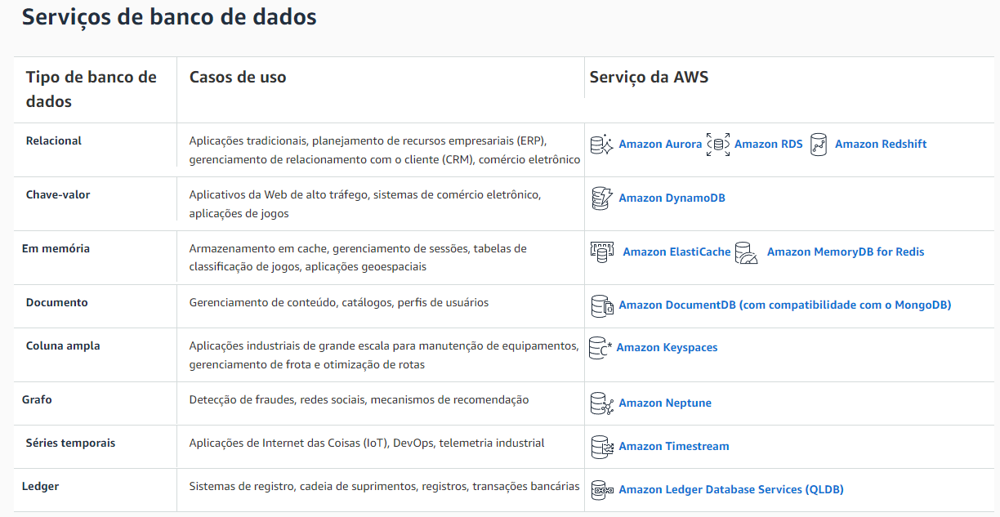 Serviços de banco de dados
Tipo de banco de
dados
Casos de uso
Serviço da AWS
Relacional
Aplicações tradicionais, planejamento de recursos empresariais (ERP),
gerenciamento de relacionamento com o cliente (CRM), comércio eletrônico
Amazon Aurora Amazon RDS Amazon Redshift
Chave-valor
Aplicativos da Web de alto tráfego, sistemas de comércio eletrônico,
aplicações de jogos
Amazon DynamoDB
Em memória
Armazenamento em cache, gerenciamento de sessões, tabelas de
classificação de jogos, aplicações geoespaciais
Amazon ElastiCache Amazon MemoryDB for Redis
Documento
Gerenciamento de conteúdo, catálogos, perfis de usuários
Amazon DocumentDB (com compatibilidade com o MongoDB)
Coluna ampla
Aplicações industriais de grande escala para manutenção de equipamentos,
gerenciamento de frota e otimização de rotas
Amazon Keyspaces
Grafo
Detecção de fraudes, redes sociais, mecanismos de recomendação
Amazon Neptune
Séries temporais
Aplicações de Internet das Coisas (IoT), DevOps, telemetria industrial
Amazon Timestream
Ledger
Sistemas de registro, cadeia de suprimentos, registros, transações bancárias
Amazon Ledger Database Services (QLDB)